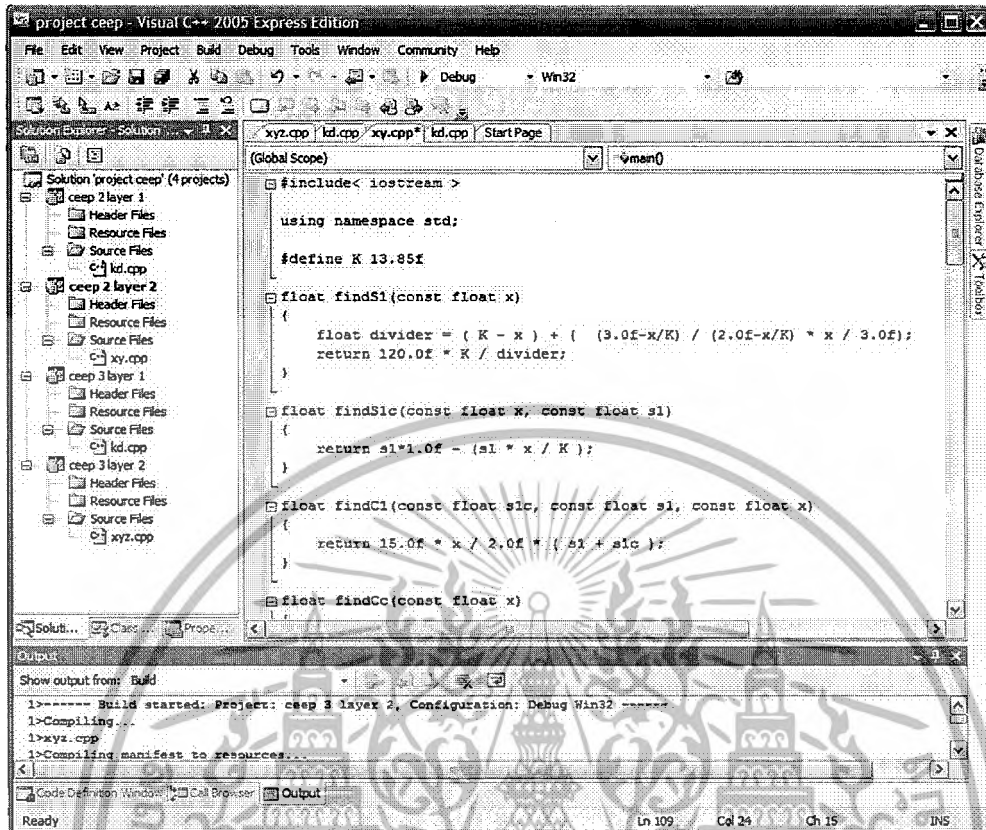 project ceep - Visual C++ 2005 Express Edition
File Edit View Project Build Debug Tools Window Community Help
Debug Win32
Solution Explorer - Solution ...
xyz.cpp kd.cpp xy.cpp* kd.cpp Start Page
(Global Scope) main()
Solution 'project ceep' (4 projects)
ceep 2 layer 1
Header Files
Resource Files
Source Files
kd.cpp
ceep 2 layer 2
Header Files
Resource Files
Source Files
xy.cpp
ceep 3 layer 1
Header Files
Resource Files
Source Files
kd.cpp
ceep 3 layer 2
Header Files
Resource Files
Source Files
xyz.cpp
Soluti... Class ... Prope...
#include< iostream >
using namespace std;
#define K 13.85f
float findS1(const float x)
{
float divider = ( K - x ) + ( (3.0f-x/K) / (2.0f-x/K) * x / 3.0f);
return 120.0f * K / divider;
}
float findS1c(const float x, const float s1)
{
return s1*1.0f - (s1 * x / K );
}
float findC1(const float s1c, const float s1, const float x)
{
return 15.0f * x / 2.0f * ( s1 + s1c );
}
float findCc(const float x)
{
Database Explorer
Toolbox
Output
Show output from: Build
1>------ Build started: Project: ceep 3 layer 2, Configuration: Debug Win32 ------
1>Compiling...
1>xyz.cpp
1>Compiling manifest to resources...
Code Definition Window Call Browser Output
Ready Ln 109 Col 24 Ch 15 INS